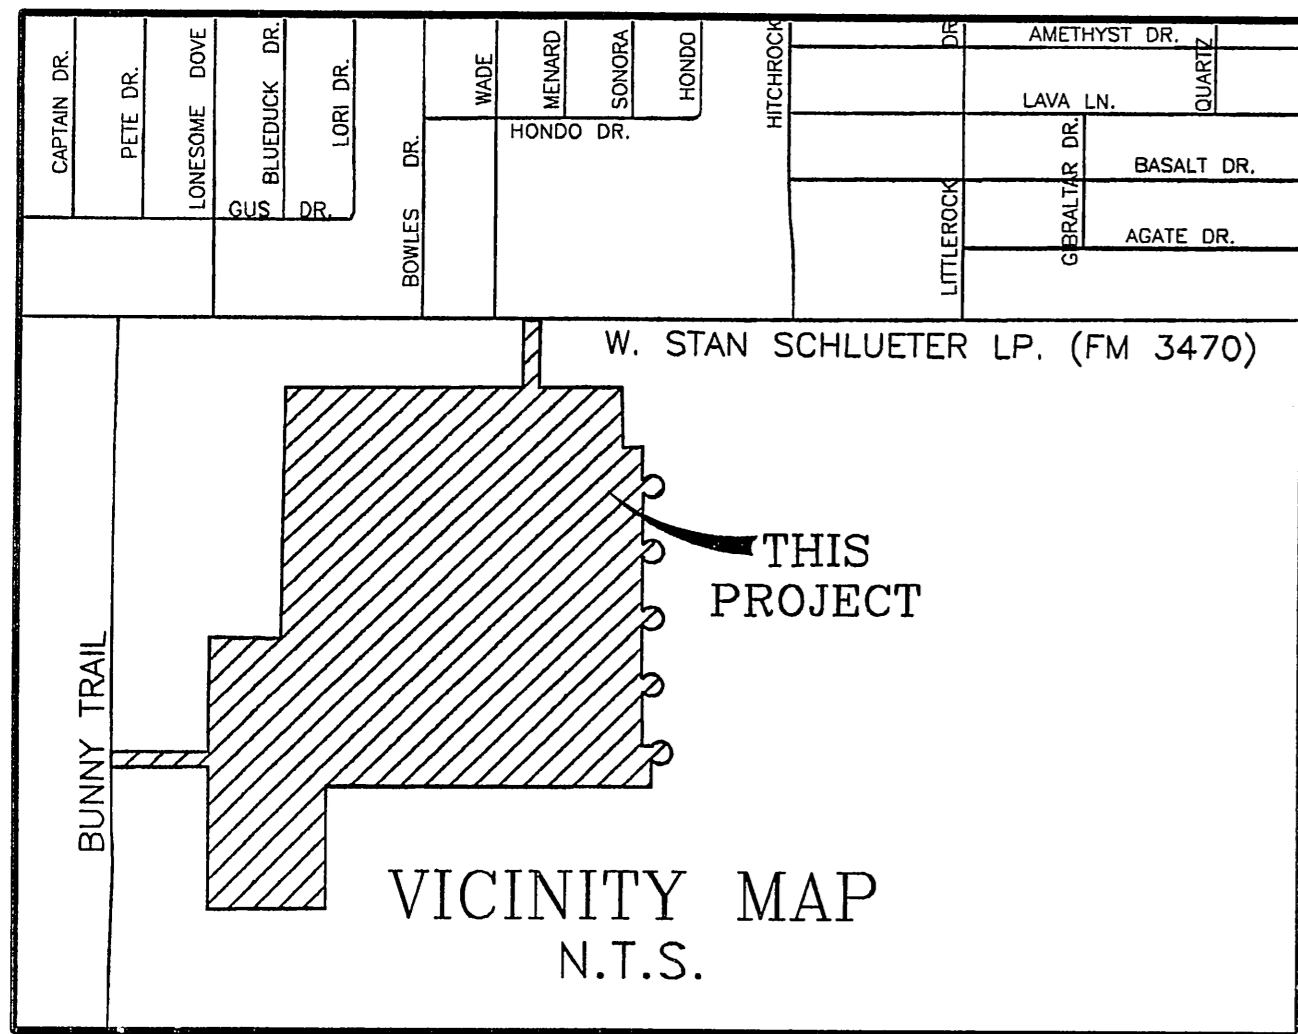 CAPTAIN DR.
PETE DR.
LONESOME DOVE
BLUEDUCK DR.
LORI DR.
GUS DR.
BOWLES DR.
WADE
MENARD
SONORA
HONDO
HONDO DR.
HITCHROCK
LITTLEROCK DR
AMETHYST DR.
QUARTZ
LAVA LN.
GIBRALTAR DR.
BASALT DR.
AGATE DR.
W. STAN SCHLUETER LP. (FM 3470)
THIS
PROJECT
BUNNY TRAIL
VICINITY MAP
N.T.S.